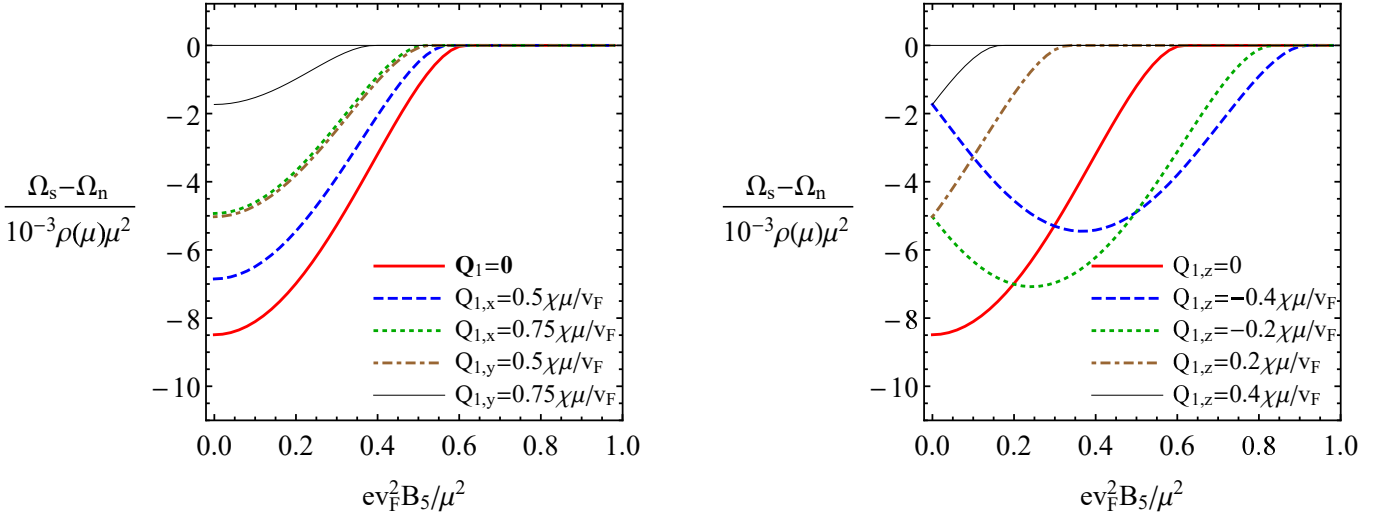 0
−2
−4
−6
−8
−10
0.0 0.2 0.4 0.6 0.8 1.0
Ωs−Ωn
10−3ρ(μ)μ2
Q1=0
Q1,x=0.5χμ/vF
Q1,x=0.75χμ/vF
Q1,y=0.5χμ/vF
Q1,y=0.75χμ/vF
ev2FB5/μ2
0
−2
−4
−6
−8
−10
0.0 0.2 0.4 0.6 0.8 1.0
Ωs−Ωn
10−3ρ(μ)μ2
Q1,z=0
Q1,z=−0.4χμ/vF
Q1,z=−0.2χμ/vF
Q1,z=0.2χμ/vF
Q1,z=0.4χμ/vF
ev2FB5/μ2